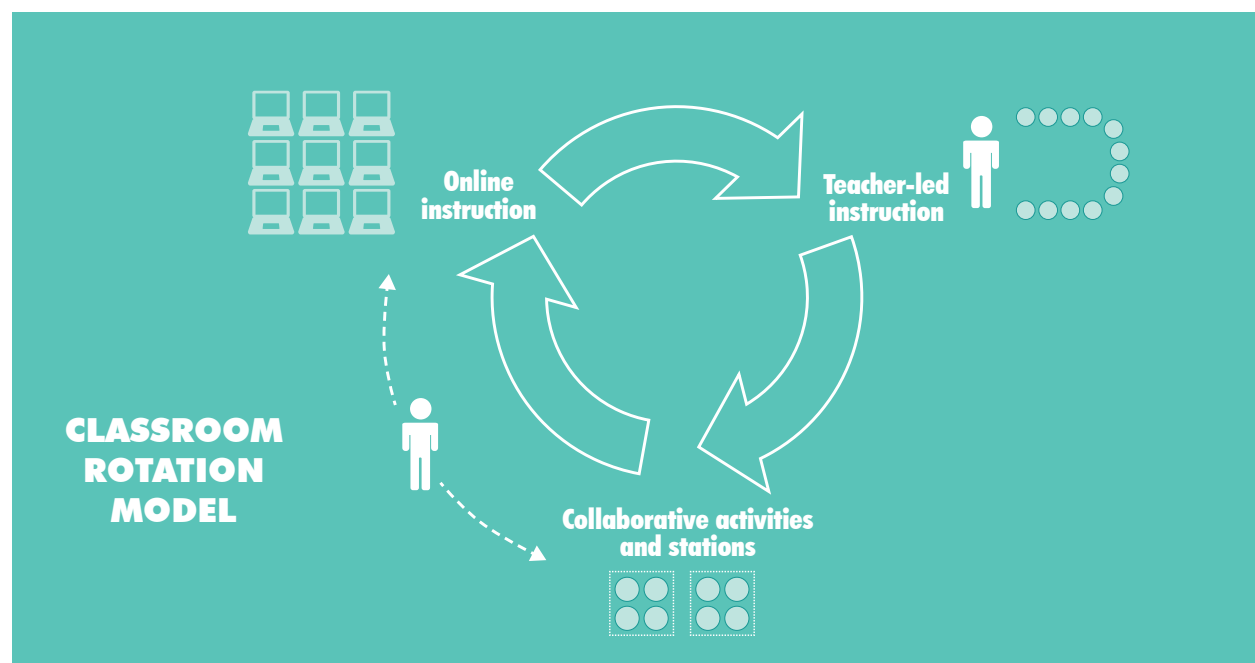 Online
instruction
Teacher-led
instruction
CLASSROOM
ROTATION
MODEL
Collaborative activities
and stations